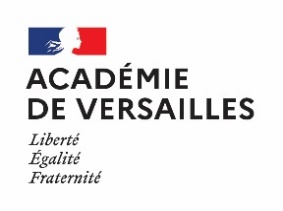 ACADÉMIE
DE VERSAILLES
Liberté
Égalité
Fraternité